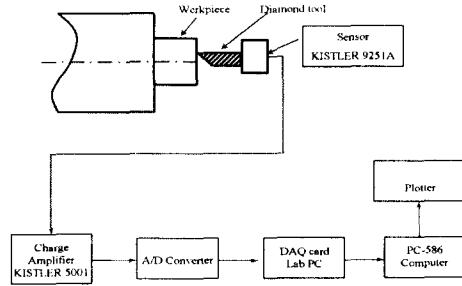 Workpiece
Diamond tool
Sensor
KISTLER 9251A
Plotter
Charge
Amplifier
KISTLER 5001
A/D Converter
DAQ card
Lab PC
PC-586
Computer